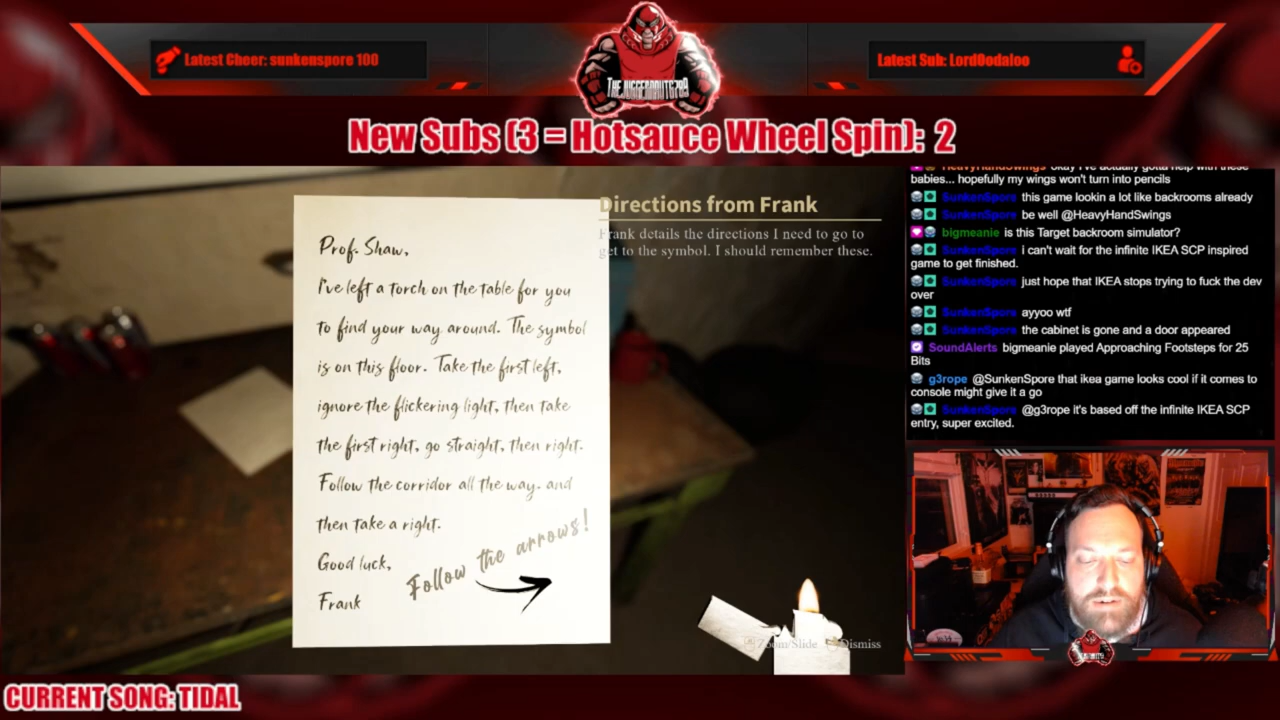 Latest Cheer: sunkenspore 100
THEJUGGERNAUT6789
Latest Sub: LordOodaloo
New Subs (3 = Hotsauce Wheel Spin): 2
Directions from Frank
Frank details the directions I need to go to
get to the symbol. I should remember these.
Prof. Shaw,
I've left a torch on the table for you
to find your way around. The symbol
is on this floor. Take the first left,
ignore the flickering light, then take
the first right, go straight, then right.
Follow the corridor all the way- and
then take a right.
Good luck,
Frank
Follow the arrows!
Zoom/Slide
Dismiss
HeavyHandSwings okay i've actually gotta help with these
babies... hopefully my wings won't turn into pencils
SunkenSpore this game lookin a lot like backrooms already
SunkenSpore be well @HeavyHandSwings
bigmeanie is this Target backroom simulator?
SunkenSpore i can't wait for the infinite IKEA SCP inspired
game to get finished.
SunkenSpore just hope that IKEA stops trying to fuck the dev
over
SunkenSpore ayyoo wtf
SunkenSpore the cabinet is gone and a door appeared
SoundAlerts bigmeanie played Approaching Footsteps for 25
Bits
g3rope @SunkenSpore that ikea game looks cool if it comes to
console might give it a go
SunkenSpore @g3rope it's based off the infinite IKEA SCP
entry, super excited.
CURRENT SONG: TIDAL